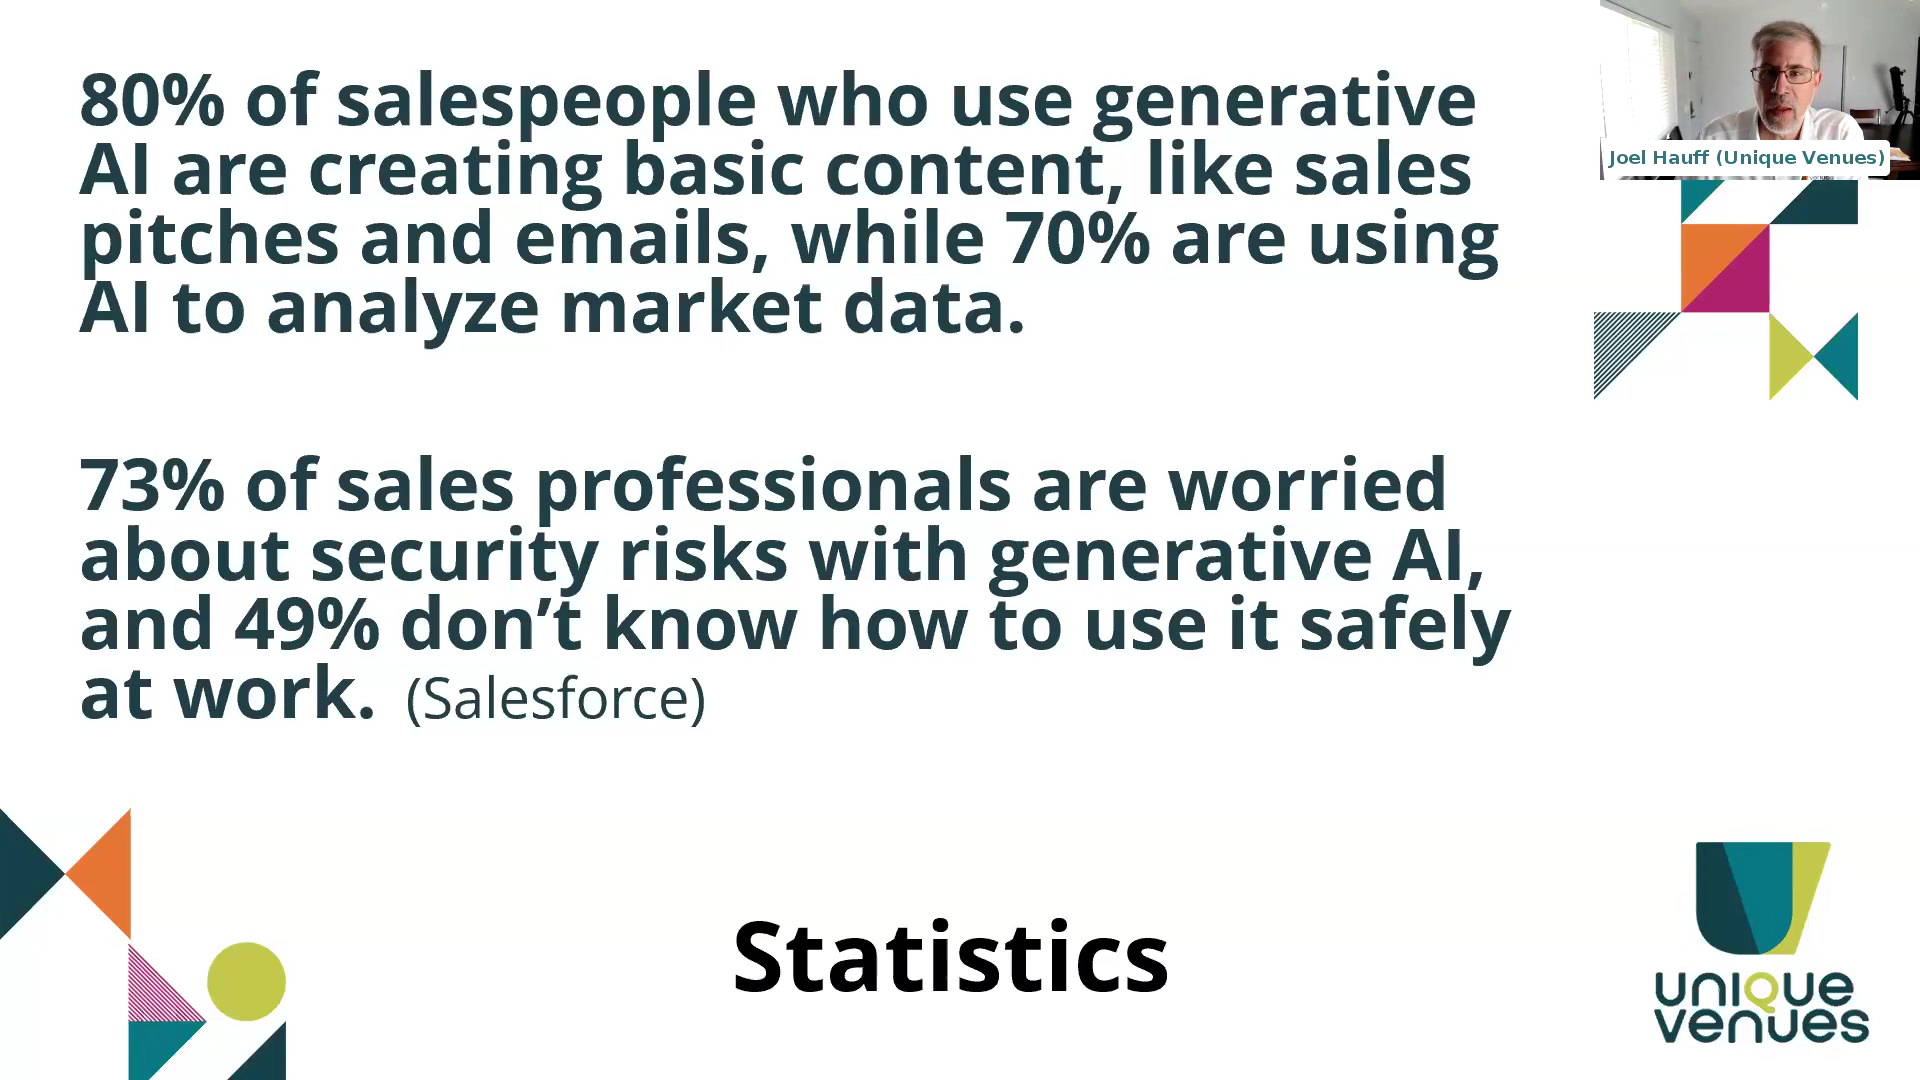 80% of salespeople who use generative
AI are creating basic content, like sales
pitches and emails, while 70% are using
AI to analyze market data.
73% of sales professionals are worried
about security risks with generative AI,
and 49% don’t know how to use it safely
at work. (Salesforce)
Statistics
Joel Hauff (Unique Venues)
unique
venues